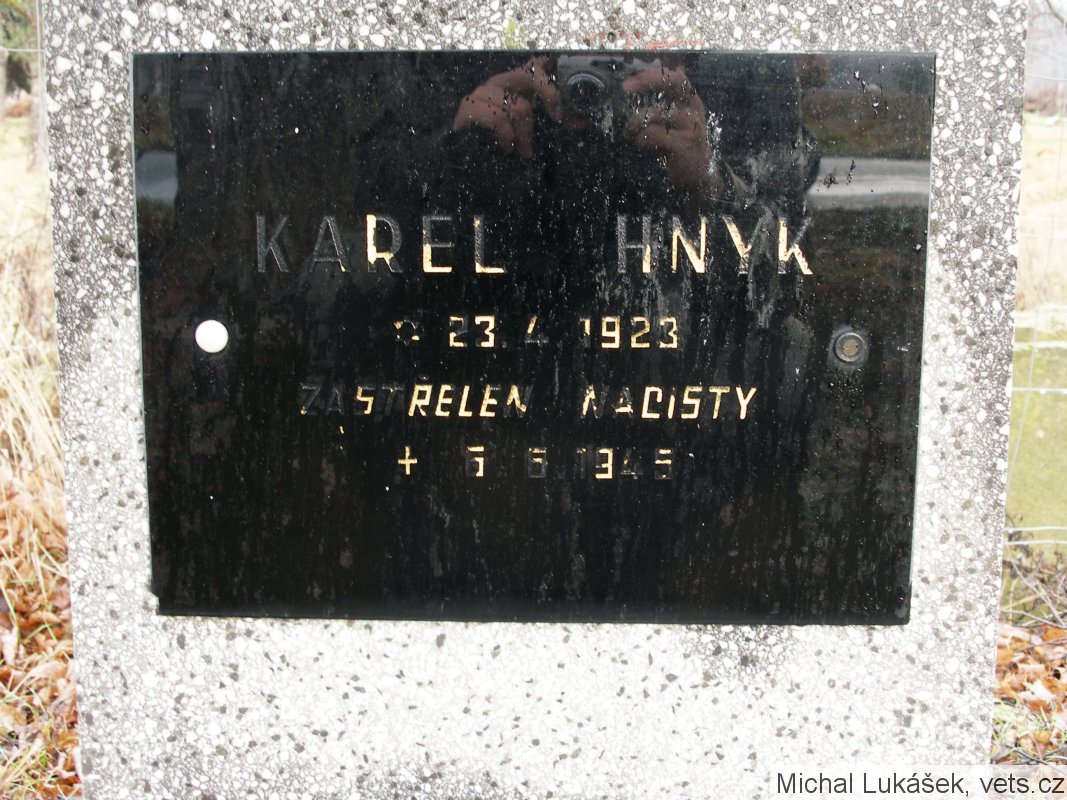 KAREL HNYK
* 23. 4. 1923
ZASTŘELEN NACISTY
+ 5 5 1945
Michal Lukášek, vets.cz